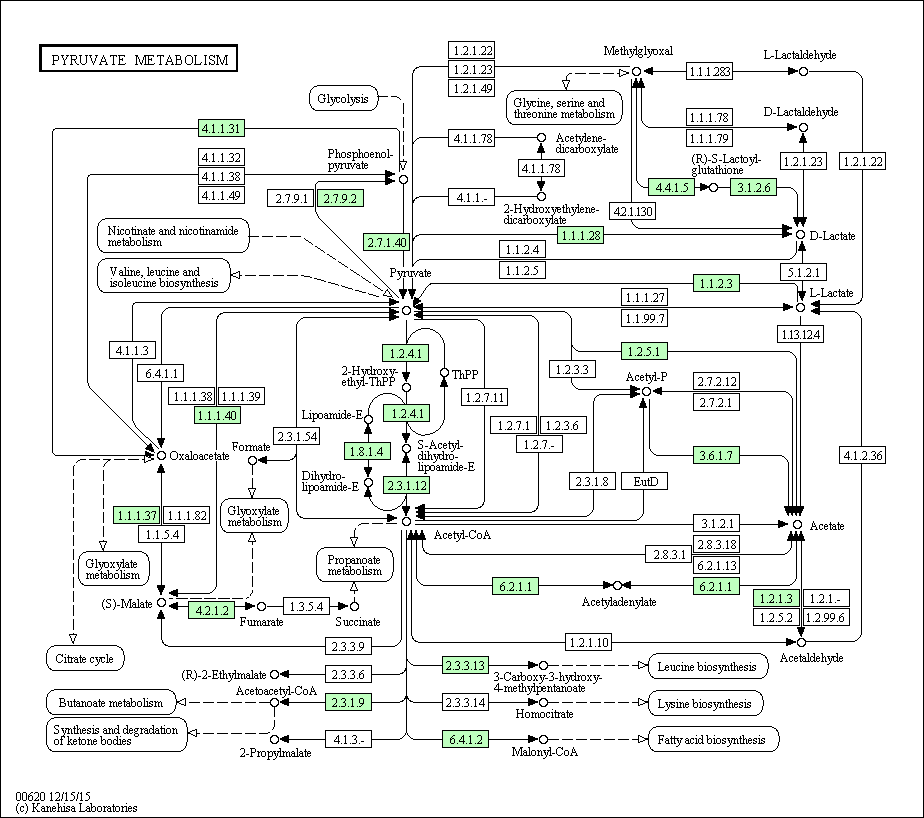 PYRUVATE METABOLISM
1.2.1.22
1.2.1.23
1.2.1.49
Methylglyoxal
1.1.1.283
L-Lactaldehyde
Glycolysis
Glycine, serine and
threonine metabolism
1.1.1.78
1.1.1.79
D-Lactaldehyde
4.1.1.31
4.1.1.78
Acetylene-
dicarboxylate
4.1.1.32
4.1.1.38
4.1.1.49
Phosphoenol-
pyruvate
4.1.1.78
(R)-S-Lactoyl-
glutathione
1.2.1.23
1.2.1.22
4.4.1.5
3.1.2.6
2.7.9.1
2.7.9.2
4.1.1.-
2-Hydroxyethylene-
dicarboxylate
4.2.1.130
Nicotinate and nicotinamide
metabolism
2.7.1.40
1.1.1.28
D-Lactate
1.1.2.4
1.1.2.5
Valine, leucine and
isoleucine biosynthesis
Pyruvate
5.1.2.1
1.1.2.3
L-Lactate
1.1.1.27
1.1.99.7
1.13.12.4
4.1.1.3
6.4.1.1
1.2.4.1
1.2.5.1
2-Hydroxy-
ethyl-ThPP
ThPP
1.2.3.3
Acetyl-P
2.7.2.12
2.7.2.1
1.1.1.38
1.1.1.39
1.1.1.40
1.2.7.11
Lipoamide-E
1.2.4.1
1.2.7.1
1.2.3.6
1.2.7.-
2.3.1.54
Formate
Oxaloacetate
1.8.1.4
S-Acetyl-
dihydro-
lipoamide-E
3.6.1.7
4.1.2.36
Dihydro-
lipoamide-E
2.3.1.12
2.3.1.8
EutD
Glyoxylate
metabolism
1.1.1.37
1.1.1.82
1.1.5.4
Acetyl-CoA
3.1.2.1
Acetate
2.8.3.18
2.8.3.1
6.2.1.13
Glyoxylate
metabolism
Propanoate
metabolism
6.2.1.1
Acetyladenylate
6.2.1.1
(S)-Malate
4.2.1.2
Fumarate
1.3.5.4
Succinate
1.2.1.3
1.2.1.-
1.2.5.2
1.2.99.6
2.3.3.9
1.2.1.10
Acetaldehyde
Citrate cycle
(R)-2-Ethylmalate
2.3.3.6
2.3.3.13
3-Carboxy-3-hydroxy-
4-methylpentanoate
Leucine biosynthesis
Butanoate metabolism
Acetoacetyl-CoA
2.3.1.9
2.3.3.14
Homocitrate
Lysine biosynthesis
Synthesis and degradation
of ketone bodies
2-Propylmalate
4.1.3.-
6.4.1.2
Malonyl-CoA
Fatty acid biosynthesis
00620 12/15/15
(c) Kanehisa Laboratories